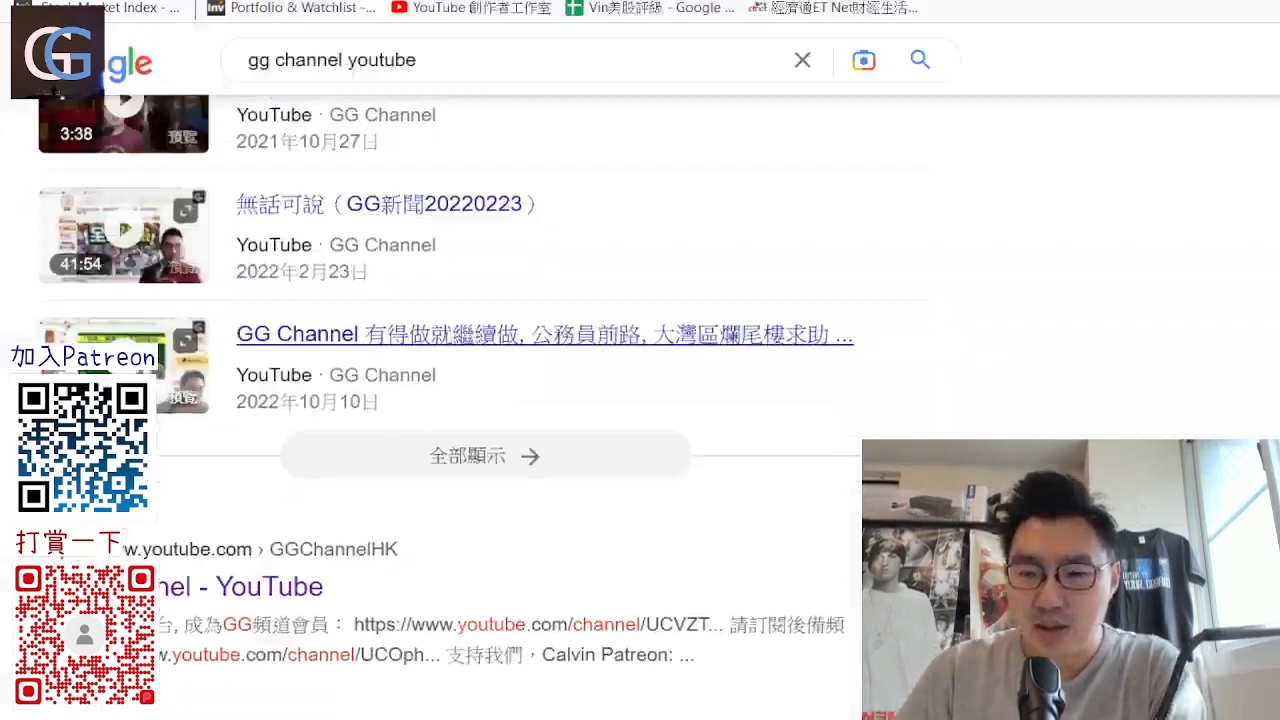 Stock Market Index - ...
Portfolio & Watchlist -...
YouTube 創作者工作室
Vin美股評級 - Google ...
經濟通ET Net財經生活...
GG
gle
gg channel youtube
3:38
預覽
YouTube · GG Channel
2021年10月27日
無話可說（GG新聞20220223）
41:54
預覽
YouTube · GG Channel
2022年2月23日
GG Channel 有得做就繼續做, 公務員前路, 大灣區爛尾樓求助 ...
預覽
YouTube · GG Channel
2022年10月10日
加入Patreon
全部顯示 →
打賞一下
w.youtube.com › GGChannelHK
nel - YouTube
台, 成為GG頻道會員： https://www.youtube.com/channel/UCVZT... 請訂閱後備頻
w.youtube.com/channel/UCOph... 支持我們，Calvin Patreon: ...